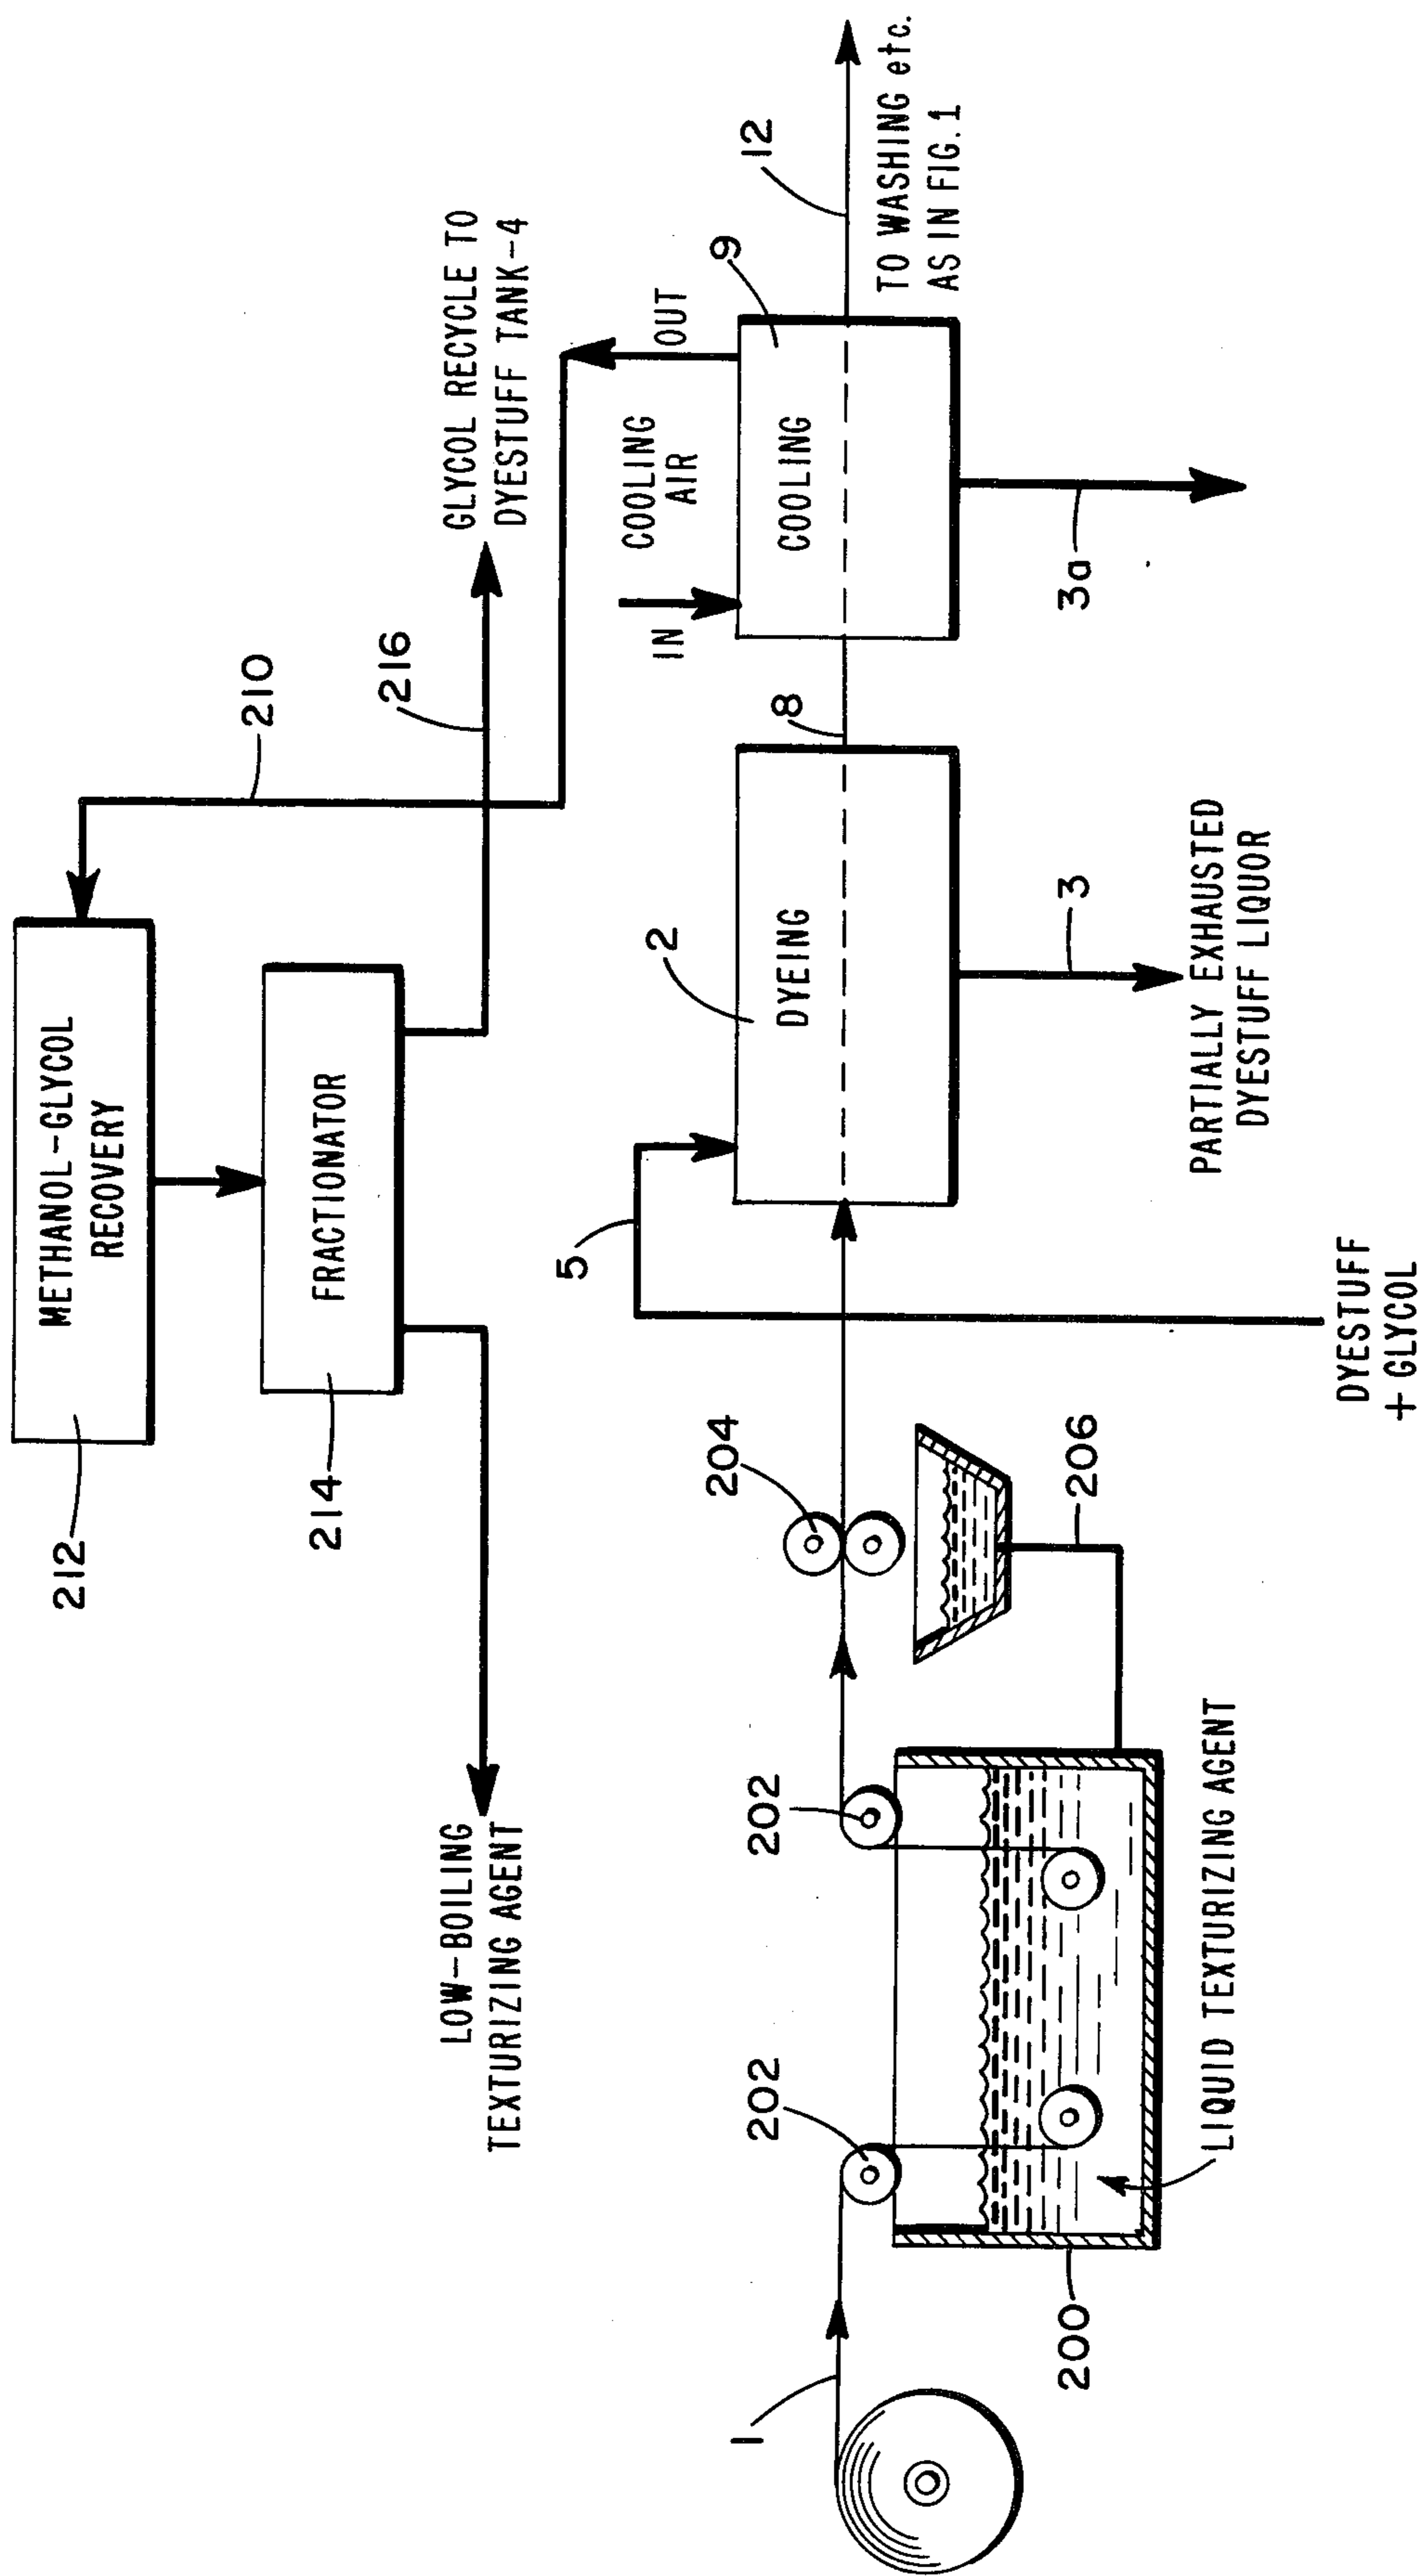 METHANOL-GLYCOL
RECOVERY
212
210
FRACTIONATOR
214
216
GLYCOL RECYCLE TO
DYESTUFF TANK-4
LOW-BOILING
TEXTURIZING AGENT
COOLING
AIR
IN
OUT
5
2
DYEING
8
COOLING
9
12
TO WASHING etc.
AS IN FIG. 1
1
202
202
204
206
200
LIQUID TEXTURIZING AGENT
DYESTUFF
+ GLYCOL
3
PARTIALLY EXHAUSTED
DYESTUFF LIQUOR
3a